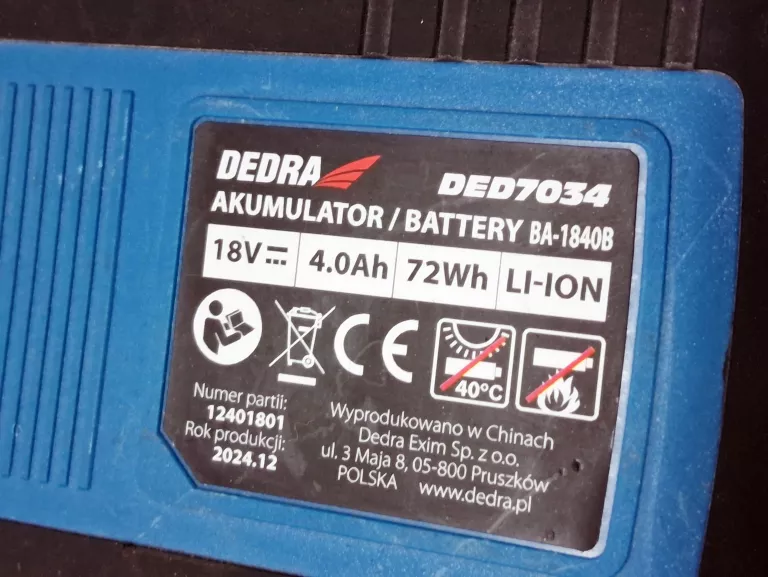 DEDRA DED7034
AKUMULATOR / BATTERY BA-1840B
18V 4.0Ah 72Wh LI-ION
CE
40°C
Numer partii:
12401801
Rok produkcji:
2024.12
Wyprodukowano w Chinach
Dedra Exim Sp. z o.o.
ul. 3 Maja 8, 05-800 Pruszków
POLSKA www.dedra.pl